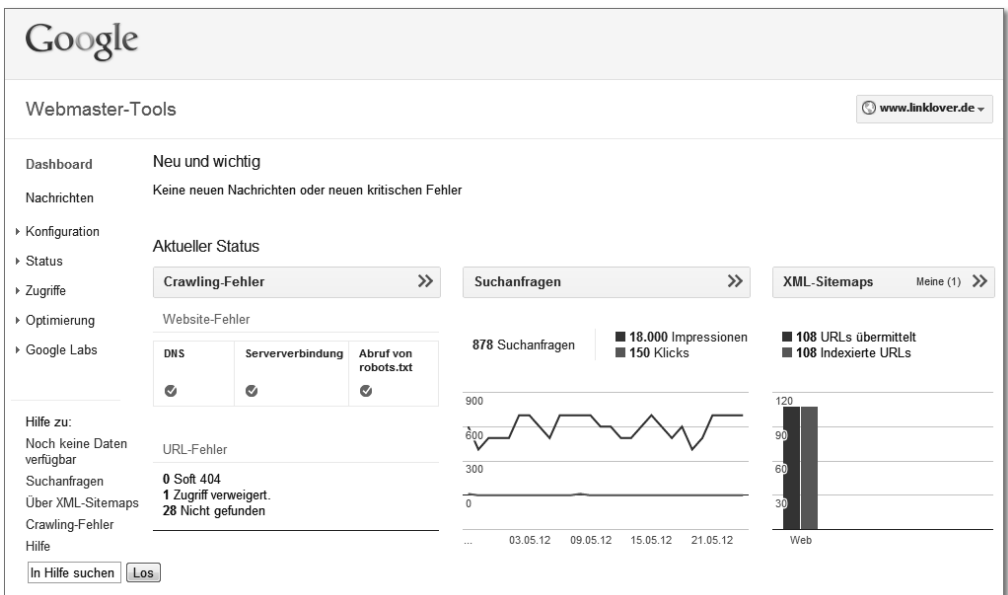 Google
Webmaster-Tools
www.linklover.de
Dashboard
Nachrichten
Konfiguration
Status
Zugriffe
Optimierung
Google Labs
Hilfe zu:
Noch keine Daten
verfügbar
Suchanfragen
Über XML-Sitemaps
Crawling-Fehler
Hilfe
In Hilfe suchen Los
Neu und wichtig
Keine neuen Nachrichten oder neuen kritischen Fehler
Aktueller Status
Crawling-Fehler
Website-Fehler
DNS Serververbindung Abruf von
robots.txt
URL-Fehler
0 Soft 404
1 Zugriff verweigert.
28 Nicht gefunden
Suchanfragen
878 Suchanfragen
18.000 Impressionen
150 Klicks
900
600
300
0
... 03.05.12 09.05.12 15.05.12 21.05.12
XML-Sitemaps Meine (1)
108 URLs übermittelt
108 Indexierte URLs
120
90
60
30
Web